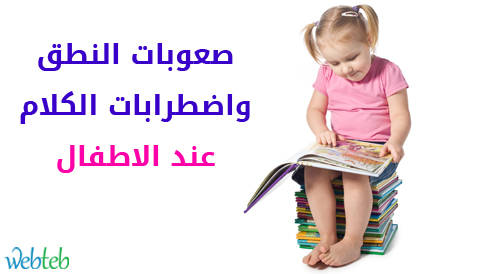 صعوبات النطق
واضطرابات الكلام
عند الاطفال
webteb